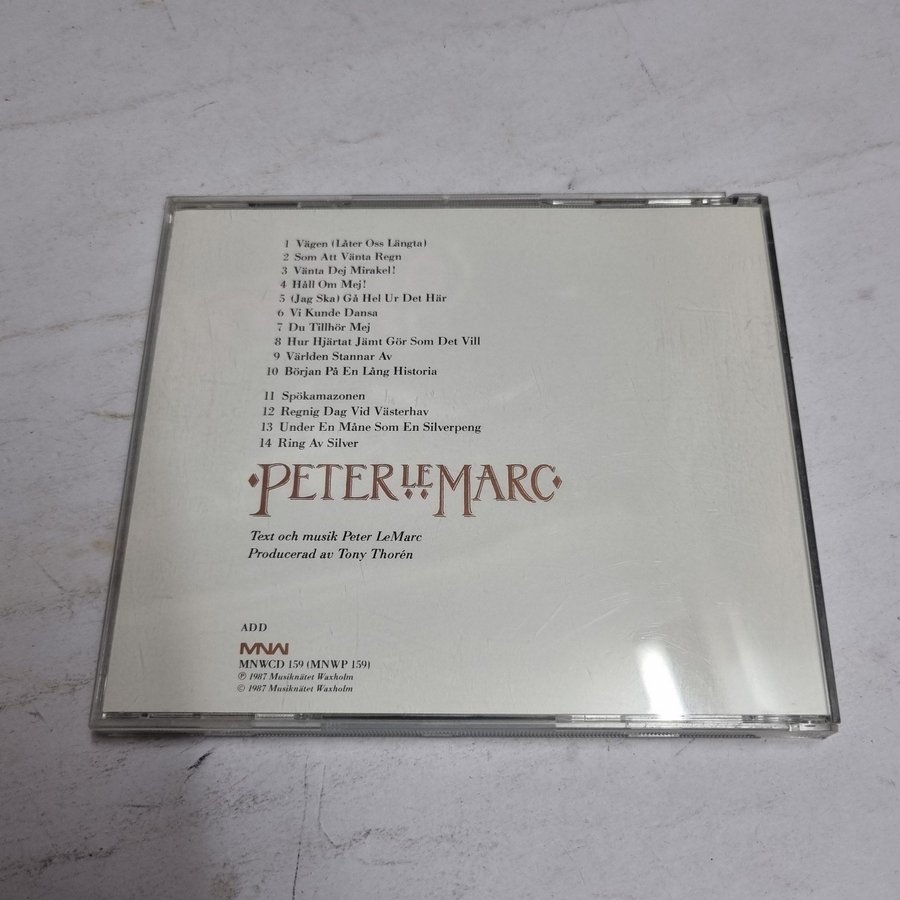 1 Vägen (Låter Oss Längta)
2 Som Att Vänta Regn
3 Vänta Dej Mirakel!
4 Håll Om Mej!
5 (Jag Ska) Gå Hel Ur Det Här
6 Vi Kunde Dansa
7 Du Tillhör Mej
8 Hur Hjärtat Jämt Gör Som Det Vill
9 Världen Stannar Av
10 Början På En Lång Historia
11 Spökamazonen
12 Regnig Dag Vid Västerhav
13 Under En Måne Som En Silverpeng
14 Ring Av Silver
PETER LE MARC
Text och musik Peter LeMarc
Producerad av Tony Thorén
ADD
MNW
MNWCD 159 (MNWP 159)
℗ 1987 Musiknätet Waxholm
© 1987 Musiknätet Waxholm